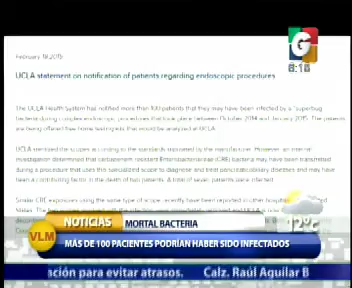 February 18 2015
G
6:16
UCLA statement on notification of patients regarding endoscopic procedures
The UCLA Health System has notified more than 100 patients that they may have been infected by a "superbug"
bacteria during complex endoscopic procedures that took place between October 2014 and January 2015. The patients
are being offered free home testing kits that would be analyzed at UCLA.
UCLA sterilized the scopes according to the standards stipulated by the manufacturer. However, an internal
investigation determined that carbapenem resistant Enterobacteriaceae (CRE) bacteria may have been transmitted
during a procedure that uses this specialized scope to diagnose and treat pancreaticobiliary diseases and may have
been a contributing factor in the death of two patients. A total of seven patients were infected.
Similar CRE exposures using the same type of scope recently have been reported in other hospitals
12°C
NOTICIAS
MORTAL BACTERIA
VLM
MÁS DE 100 PACIENTES PODRÍAN HABER SIDO INFECTADOS
ación para evitar atrasos. Calz. Raúl Aguilar B